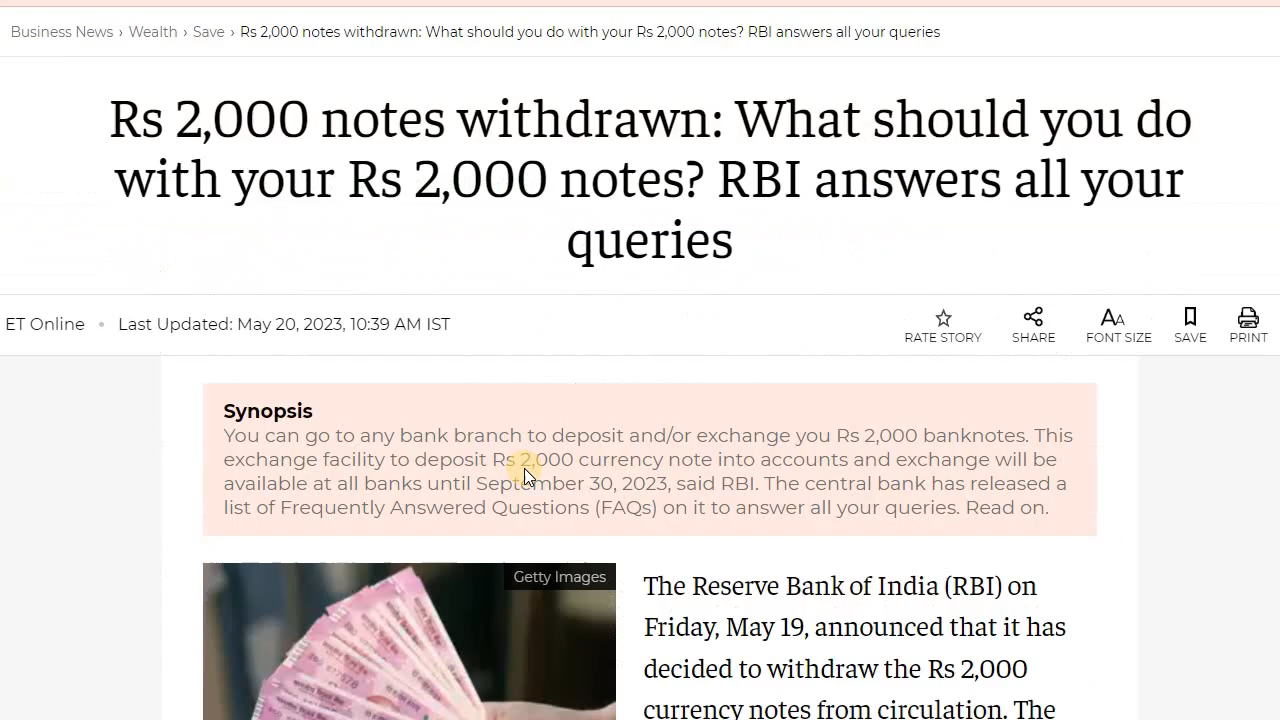 Business News › Wealth › Save › Rs 2,000 notes withdrawn: What should you do with your Rs 2,000 notes? RBI answers all your queries
Rs 2,000 notes withdrawn: What should you do
with your Rs 2,000 notes? RBI answers all your
queries
ET Online • Last Updated: May 20, 2023, 10:39 AM IST
RATE STORY SHARE FONT SIZE SAVE PRINT
Synopsis
You can go to any bank branch to deposit and/or exchange you Rs 2,000 banknotes. This
exchange facility to deposit Rs 2,000 currency note into accounts and exchange will be
available at all banks until September 30, 2023, said RBI. The central bank has released a
list of Frequently Answered Questions (FAQs) on it to answer all your queries. Read on.
Getty Images
The Reserve Bank of India (RBI) on
Friday, May 19, announced that it has
decided to withdraw the Rs 2,000
currency notes from circulation. The